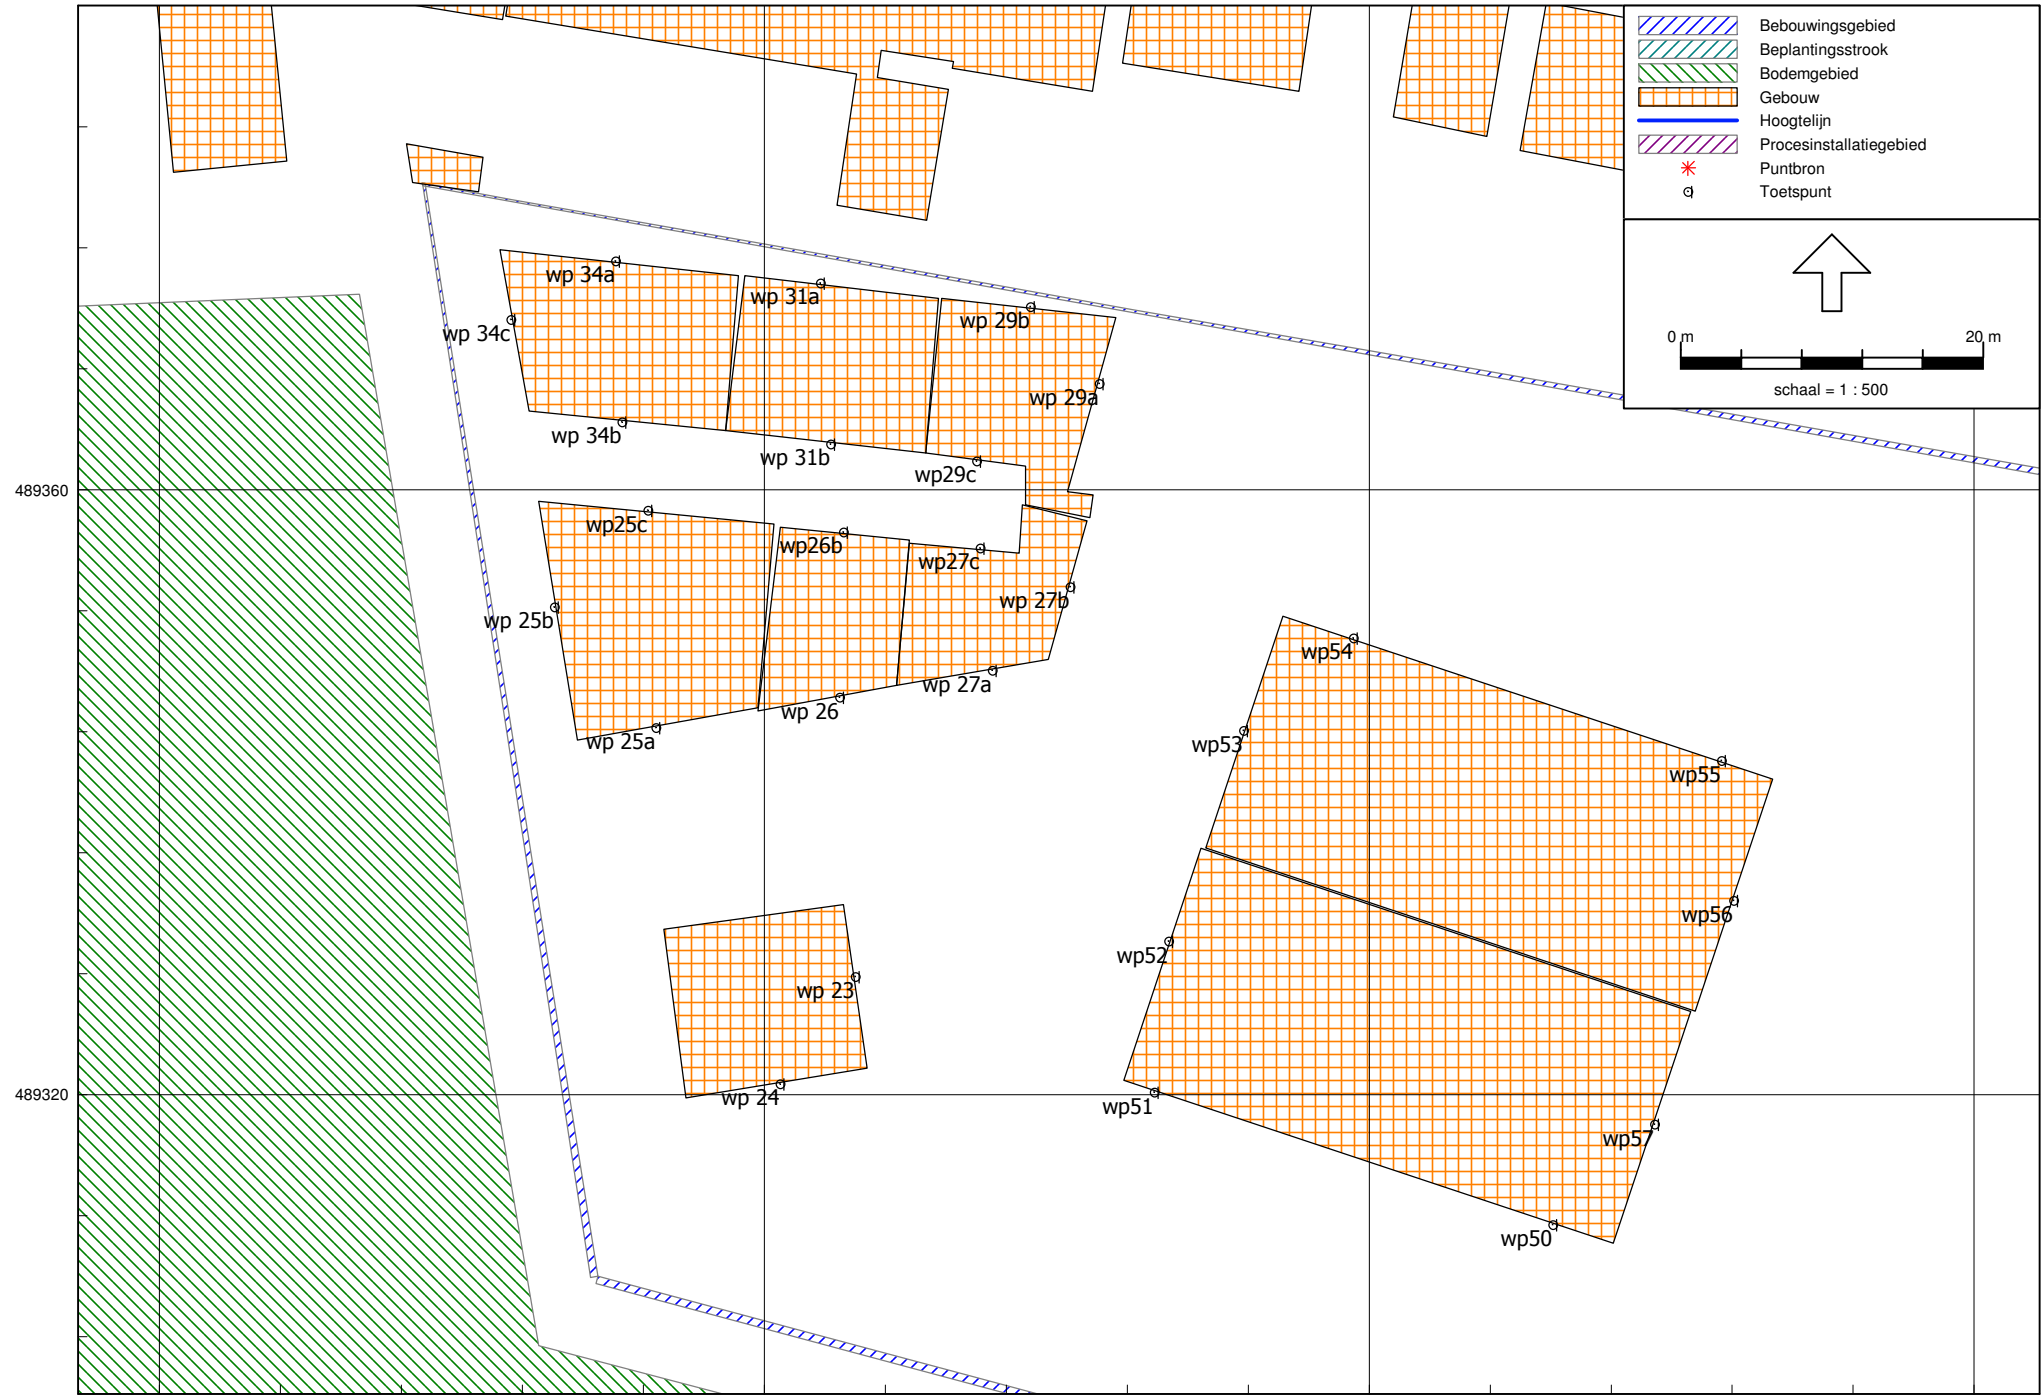 Bebouwingsgebied
Beplantingsstrook
Bodemgebied
Gebouw
Hoogtelijn
Procesinstallatiegebied
Puntbron
Toetspunt
0 m 20 m
schaal = 1 : 500
wp 34a
wp 31a
wp 29b
wp 34c
wp 29a
wp 34b
wp 31b
wp29c
489360
wp25c
wp26b
wp27c
wp 27b
wp 25b
wp54
wp 27a
wp 26
wp 25a
wp53
wp55
wp56
wp52
wp 23
489320
wp 24
wp51
wp57
wp50